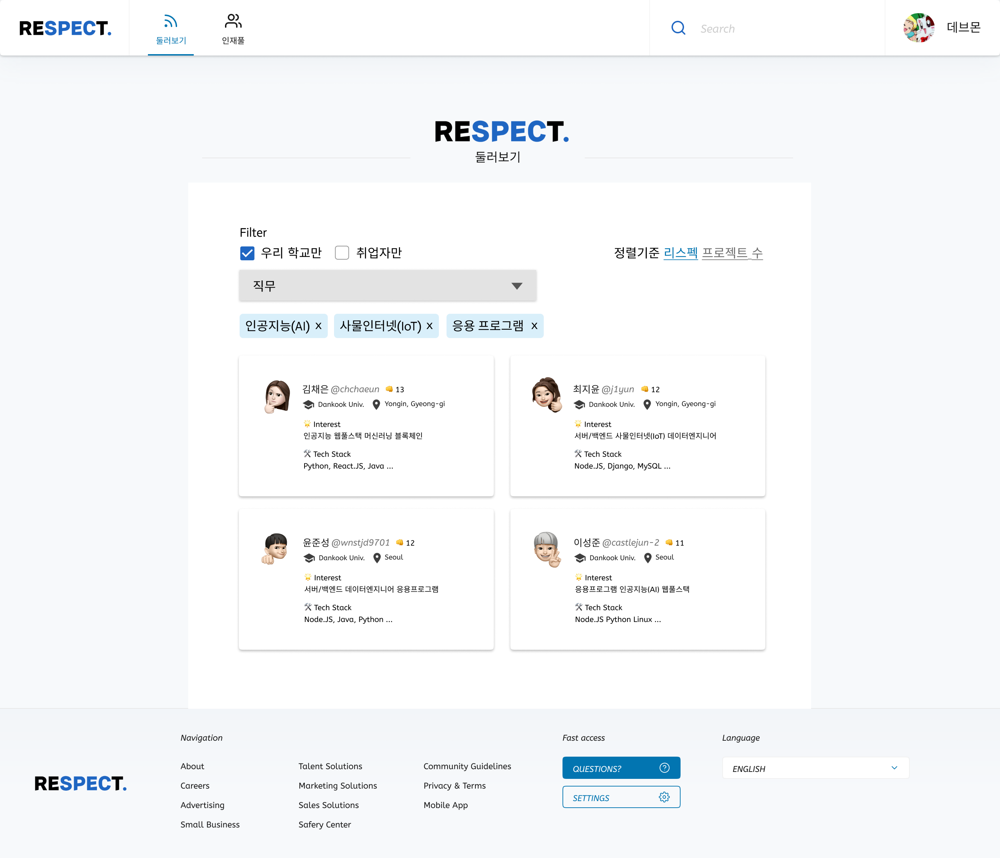 RESPECT.
둘러보기
인재풀
Search
데브몬
RESPECT.
둘러보기
Filter
우리 학교만
취업자만
정렬기준 리스펙 프로젝트 수
직무
인공지능(AI) x
사물인터넷(IoT) x
응용 프로그램 x
김채은 @chchaeun 13
Dankook Univ. Yongin, Gyeong-gi
Interest
인공지능 웹풀스택 머신러닝 블록체인
Tech Stack
Python, React.JS, Java ...
최지윤 @j1yun 12
Dankook Univ. Yongin, Gyeong-gi
Interest
서버/백엔드 사물인터넷(IoT) 데이터엔지니어
Tech Stack
Node.JS, Django, MySQL ...
윤준성 @wnstjd9701 12
Dankook Univ. Seoul
Interest
서버/백엔드 데이터엔지니어 응용프로그램
Tech Stack
Node.JS, Java, Python ...
이성준 @castlejun-2 11
Dankook Univ. Seoul
Interest
응용프로그램 인공지능(AI) 웹풀스택
Tech Stack
Node.JS Python Linux ...
RESPECT.
Navigation
About
Careers
Advertising
Small Business
Talent Solutions
Marketing Solutions
Sales Solutions
Safery Center
Community Guidelines
Privacy & Terms
Mobile App
Fast access
QUESTIONS?
SETTINGS
Language
ENGLISH